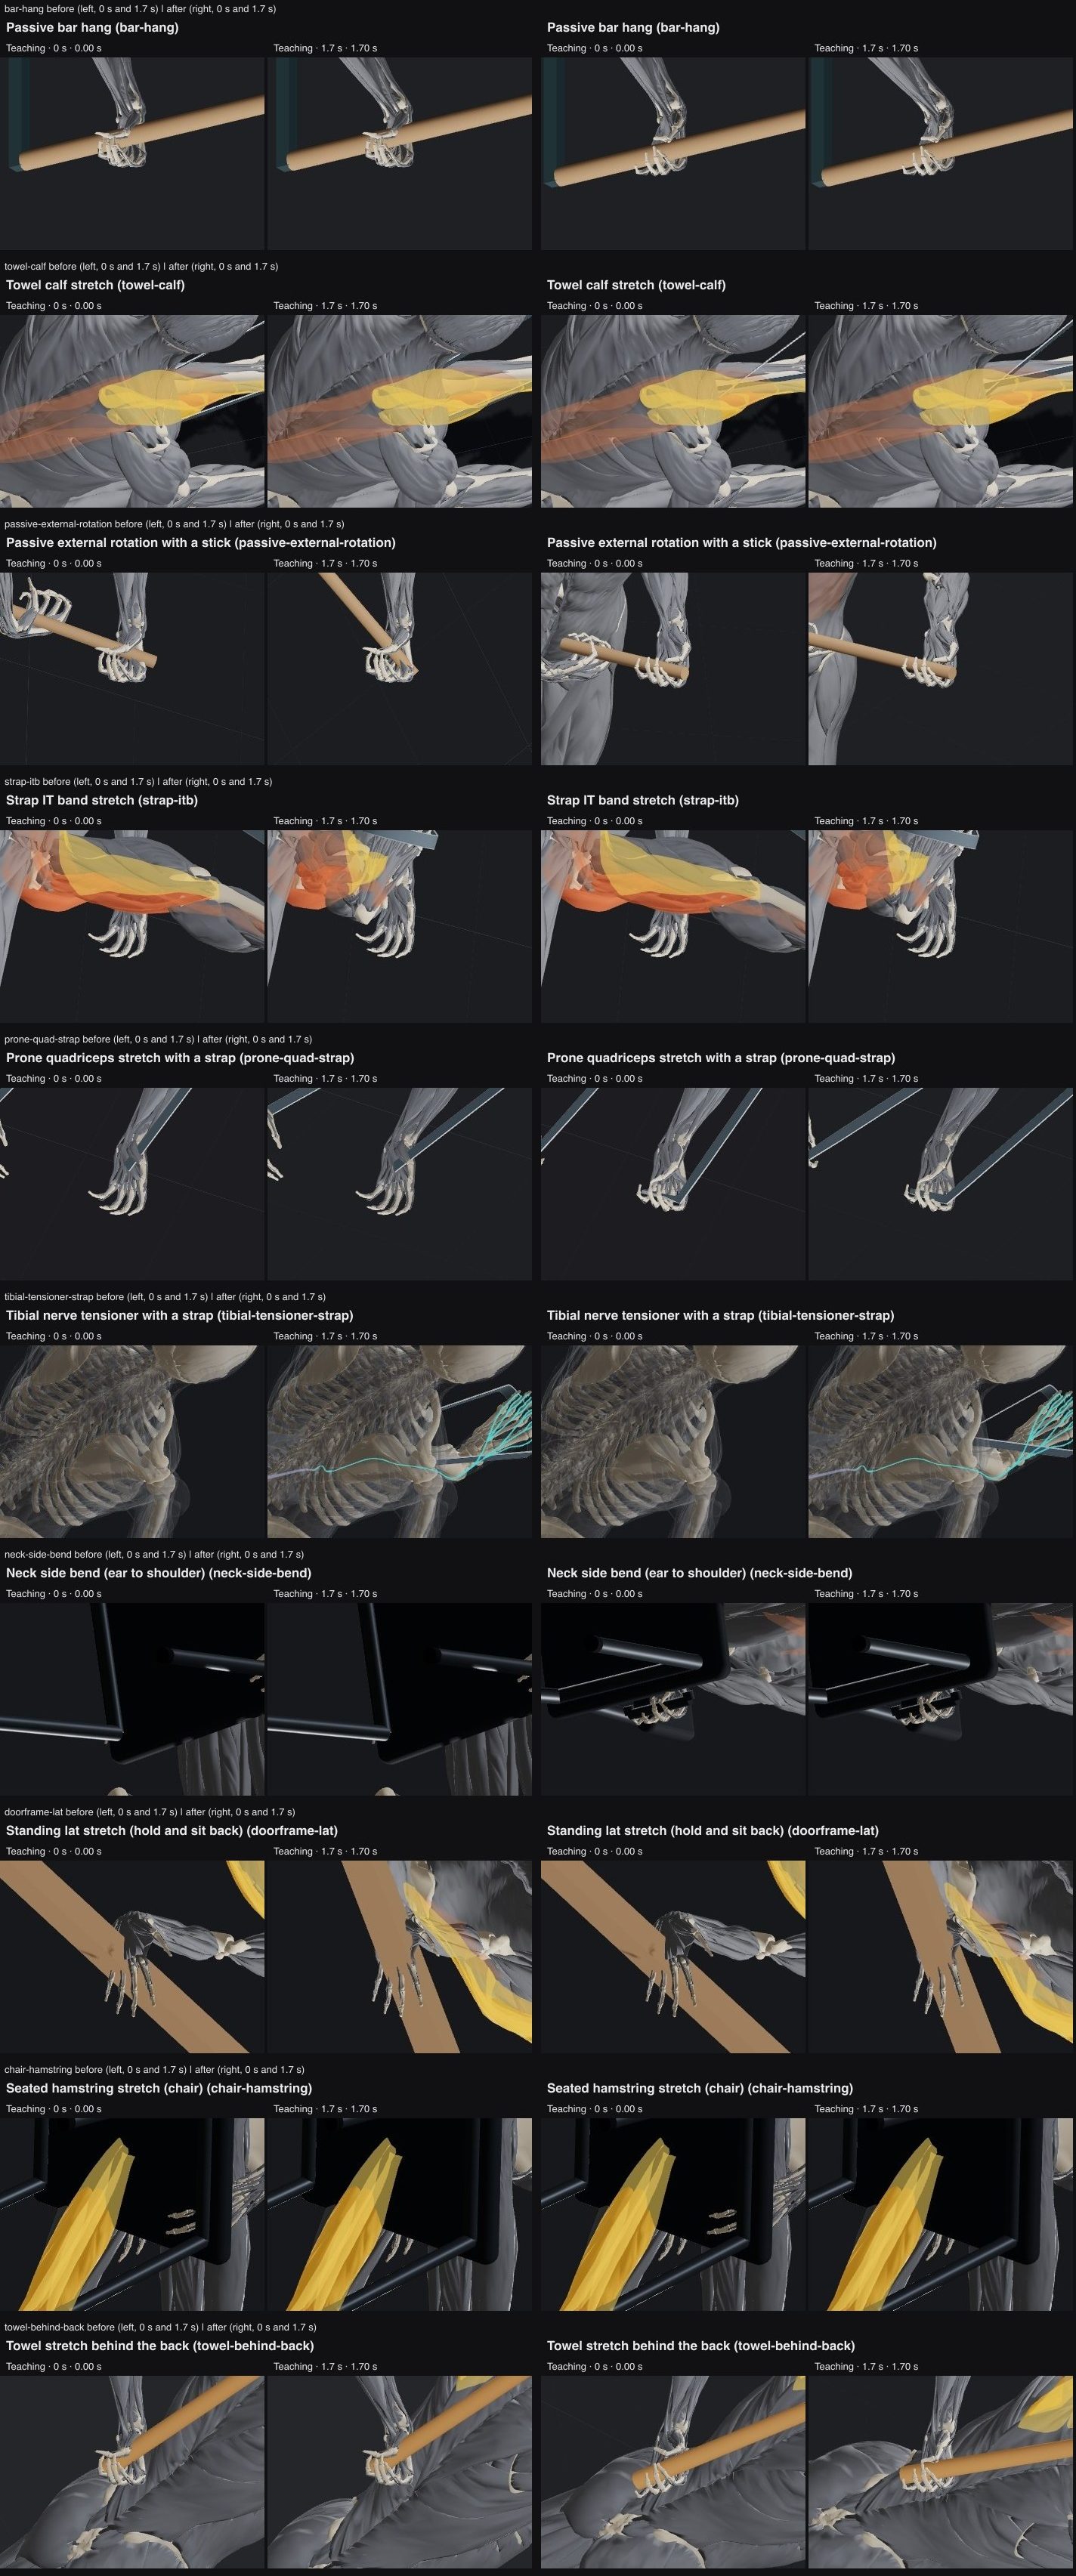 bar-hang before (left, 0 s and 1.7 s) | after (right, 0 s and 1.7 s)
Passive bar hang (bar-hang) Passive bar hang (bar-hang)
Teaching · 0 s · 0.00 s Teaching · 1.7 s · 1.70 s Teaching · 0 s · 0.00 s Teaching · 1.7 s · 1.70 s
towel-calf before (left, 0 s and 1.7 s) | after (right, 0 s and 1.7 s)
Towel calf stretch (towel-calf) Towel calf stretch (towel-calf)
Teaching · 0 s · 0.00 s Teaching · 1.7 s · 1.70 s Teaching · 0 s · 0.00 s Teaching · 1.7 s · 1.70 s
passive-external-rotation before (left, 0 s and 1.7 s) | after (right, 0 s and 1.7 s)
Passive external rotation with a stick (passive-external-rotation) Passive external rotation with a stick (passive-external-rotation)
Teaching · 0 s · 0.00 s Teaching · 1.7 s · 1.70 s Teaching · 0 s · 0.00 s Teaching · 1.7 s · 1.70 s
strap-itb before (left, 0 s and 1.7 s) | after (right, 0 s and 1.7 s)
Strap IT band stretch (strap-itb) Strap IT band stretch (strap-itb)
Teaching · 0 s · 0.00 s Teaching · 1.7 s · 1.70 s Teaching · 0 s · 0.00 s Teaching · 1.7 s · 1.70 s
prone-quad-strap before (left, 0 s and 1.7 s) | after (right, 0 s and 1.7 s)
Prone quadriceps stretch with a strap (prone-quad-strap) Prone quadriceps stretch with a strap (prone-quad-strap)
Teaching · 0 s · 0.00 s Teaching · 1.7 s · 1.70 s Teaching · 0 s · 0.00 s Teaching · 1.7 s · 1.70 s
tibial-tensioner-strap before (left, 0 s and 1.7 s) | after (right, 0 s and 1.7 s)
Tibial nerve tensioner with a strap (tibial-tensioner-strap) Tibial nerve tensioner with a strap (tibial-tensioner-strap)
Teaching · 0 s · 0.00 s Teaching · 1.7 s · 1.70 s Teaching · 0 s · 0.00 s Teaching · 1.7 s · 1.70 s
neck-side-bend before (left, 0 s and 1.7 s) | after (right, 0 s and 1.7 s)
Neck side bend (ear to shoulder) (neck-side-bend) Neck side bend (ear to shoulder) (neck-side-bend)
Teaching · 0 s · 0.00 s Teaching · 1.7 s · 1.70 s Teaching · 0 s · 0.00 s Teaching · 1.7 s · 1.70 s
doorframe-lat before (left, 0 s and 1.7 s) | after (right, 0 s and 1.7 s)
Standing lat stretch (hold and sit back) (doorframe-lat) Standing lat stretch (hold and sit back) (doorframe-lat)
Teaching · 0 s · 0.00 s Teaching · 1.7 s · 1.70 s Teaching · 0 s · 0.00 s Teaching · 1.7 s · 1.70 s
chair-hamstring before (left, 0 s and 1.7 s) | after (right, 0 s and 1.7 s)
Seated hamstring stretch (chair) (chair-hamstring) Seated hamstring stretch (chair) (chair-hamstring)
Teaching · 0 s · 0.00 s Teaching · 1.7 s · 1.70 s Teaching · 0 s · 0.00 s Teaching · 1.7 s · 1.70 s
towel-behind-back before (left, 0 s and 1.7 s) | after (right, 0 s and 1.7 s)
Towel stretch behind the back (towel-behind-back) Towel stretch behind the back (towel-behind-back)
Teaching · 0 s · 0.00 s Teaching · 1.7 s · 1.70 s Teaching · 0 s · 0.00 s Teaching · 1.7 s · 1.70 s